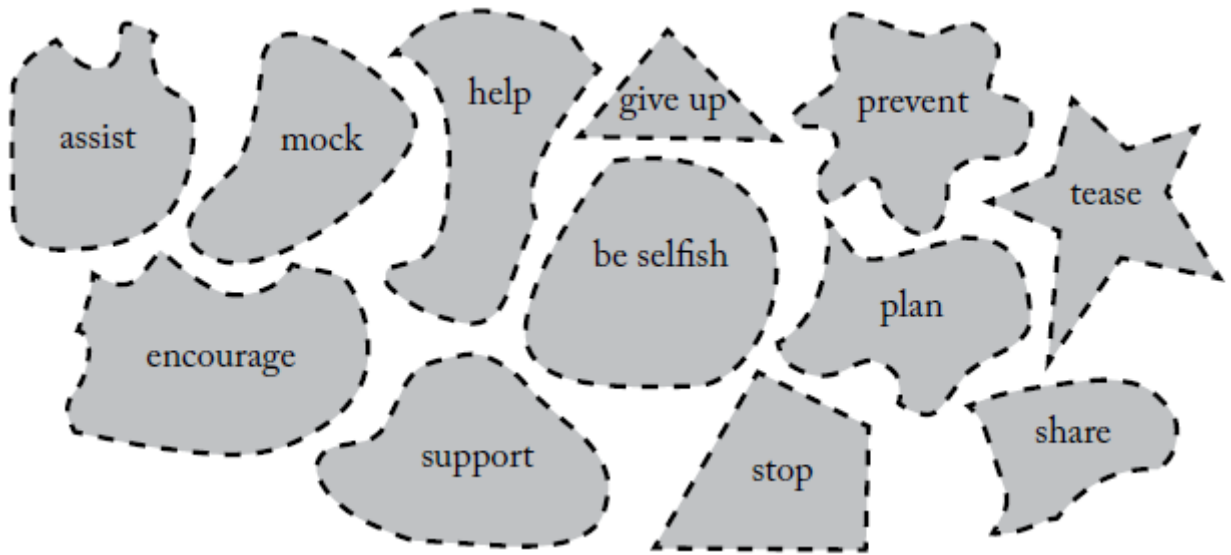 assist
mock
help
give up
prevent
tease
be selfish
plan
encourage
support
stop
share